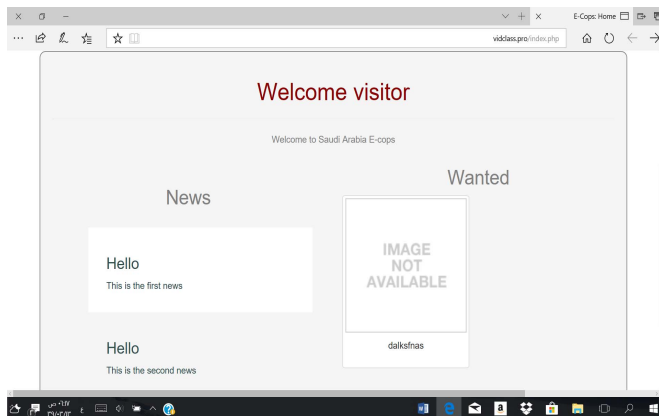 E-Cops: Home
vidclass.pro/index.php
Welcome visitor
Welcome to Saudi Arabia E-cops
News
Wanted
Hello
This is the first news
IMAGE
NOT
AVAILABLE
dalksfnas
Hello
This is the second news